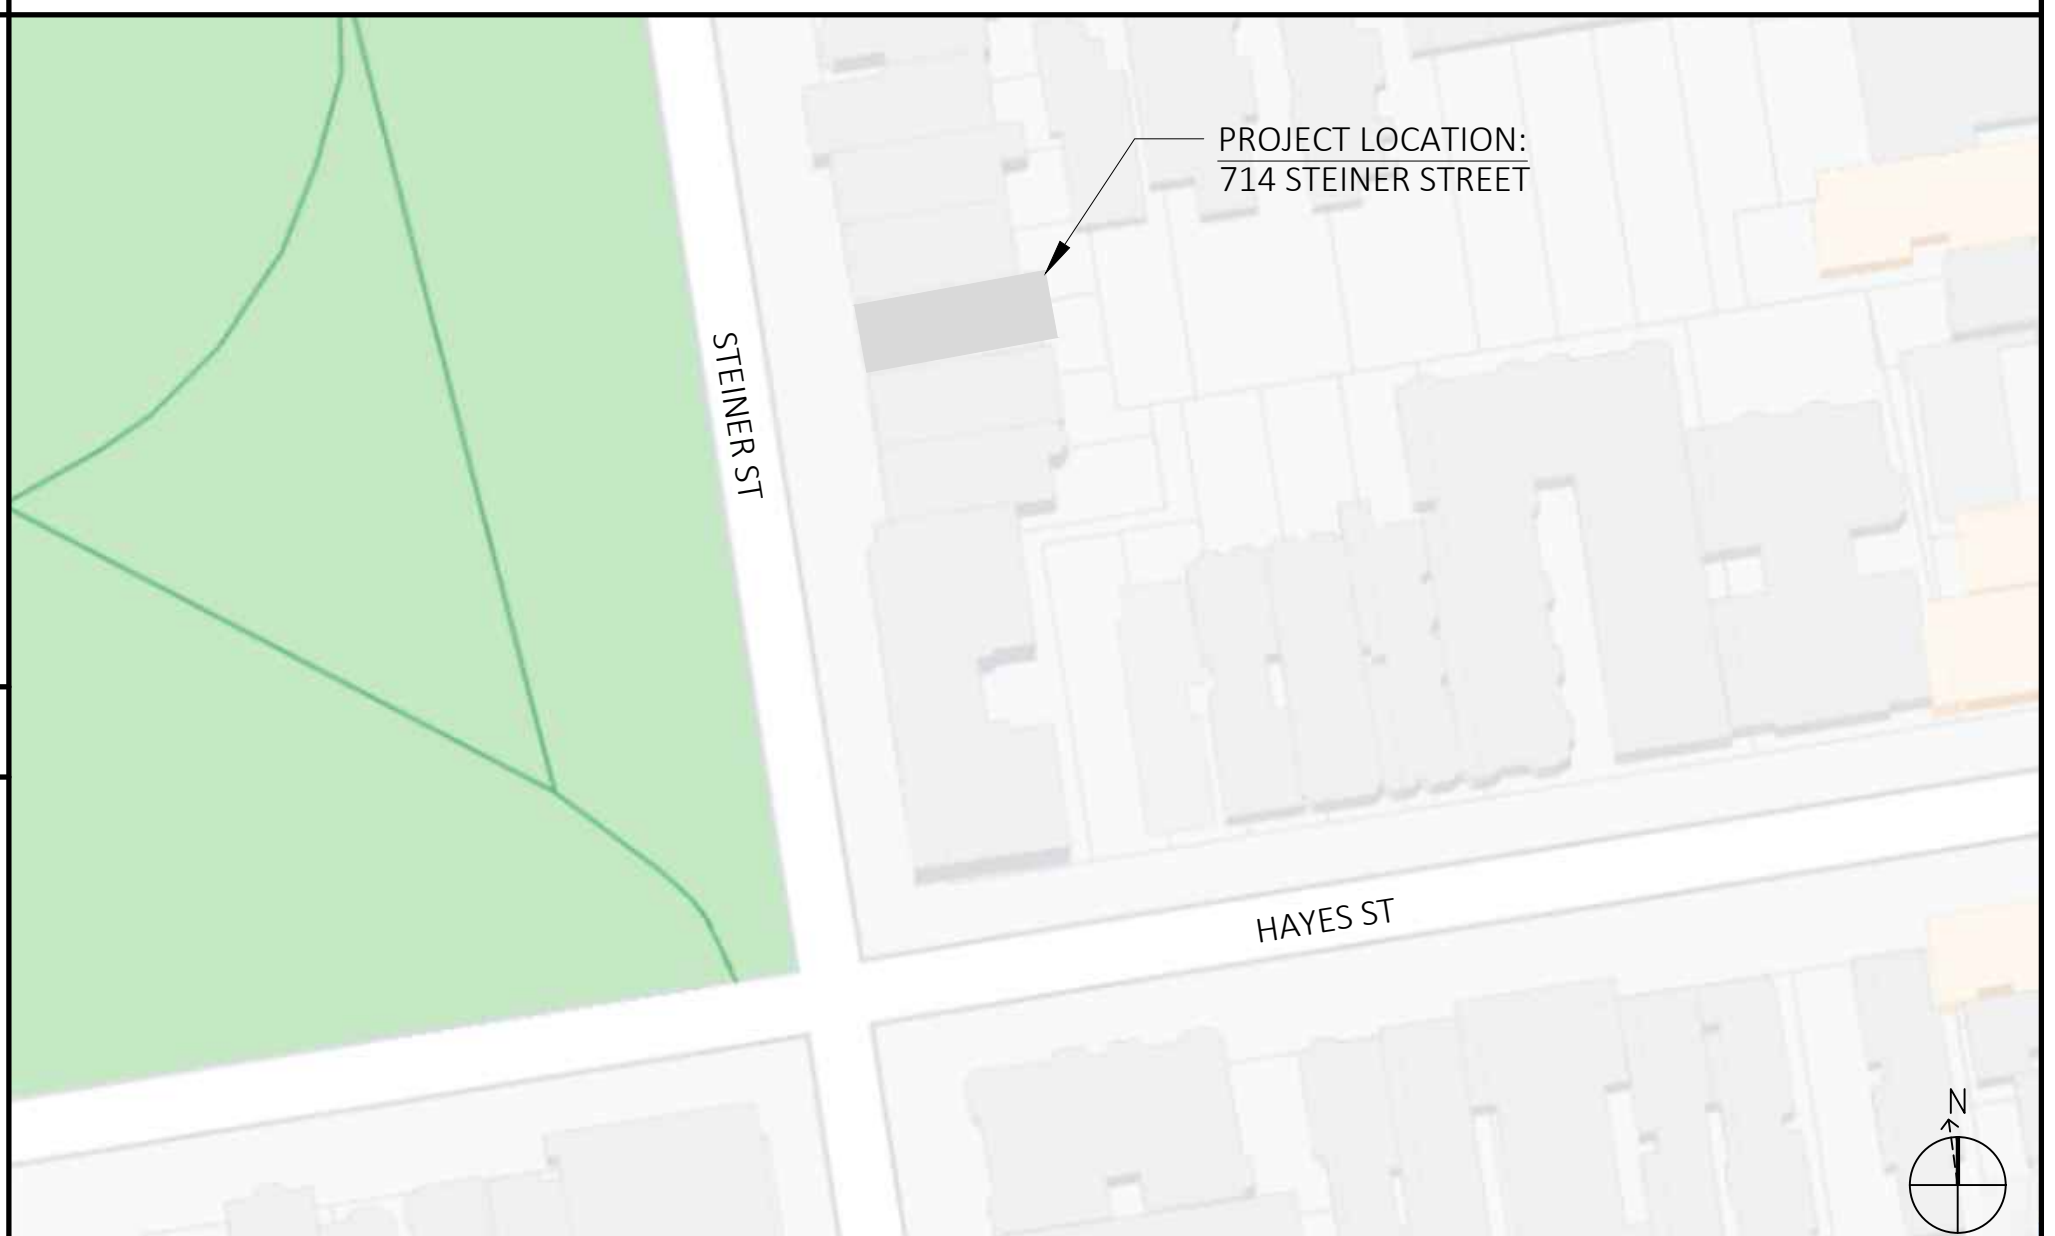 PROJECT LOCATION:
714 STEINER STREET
STEINER ST
HAYES ST
N